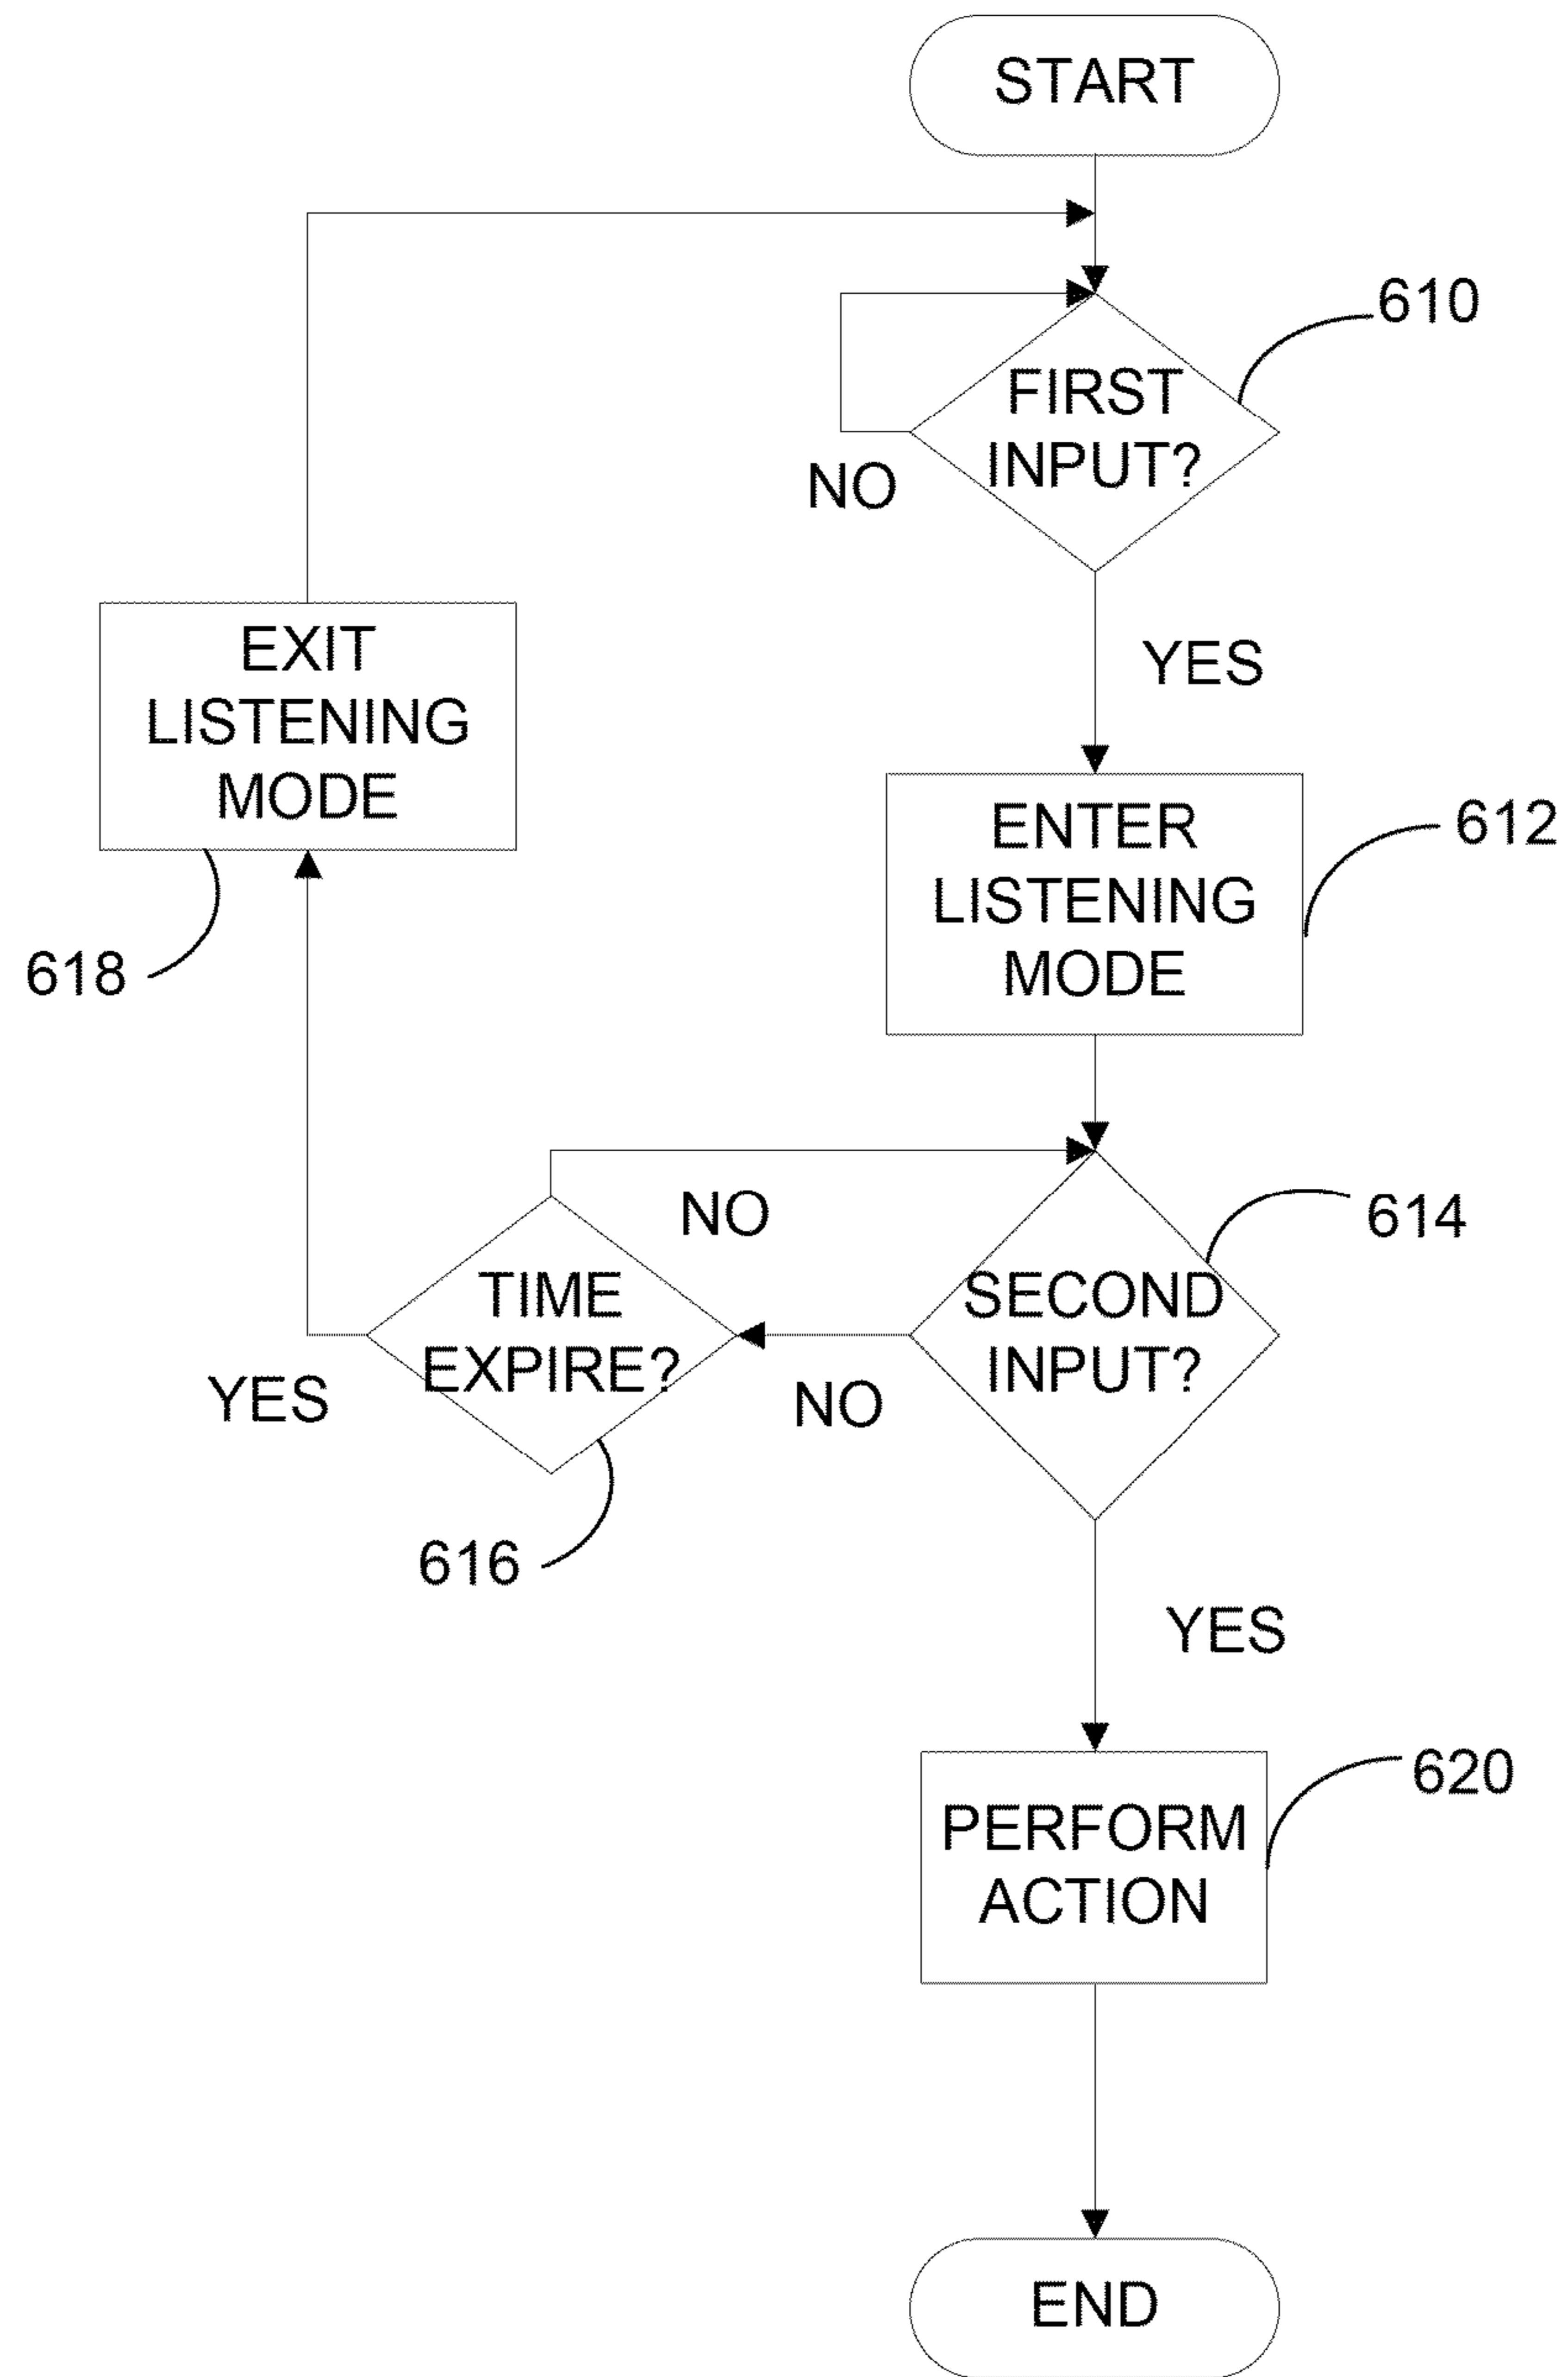 START
610
FIRST
INPUT?
NO
YES
EXIT
LISTENING
MODE
618
ENTER
LISTENING
MODE
612
614
SECOND
INPUT?
NO
TIME
EXPIRE?
NO
YES
616
YES
620
PERFORM
ACTION
END